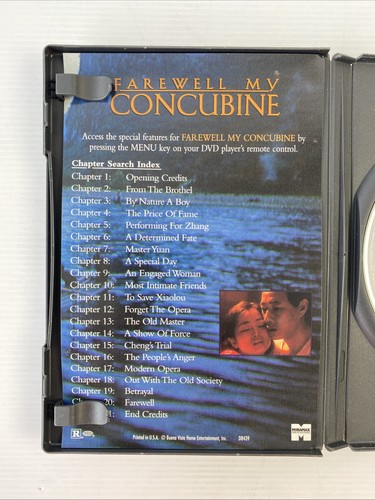 FAREWELL MY
CONCUBINE
Access the special features for FAREWELL MY CONCUBINE by
pressing the MENU key on your DVD player's remote control.
Chapter Search Index
Chapter 1: Opening Credits
Chapter 2: From The Brothel
Chapter 3: By Nature A Boy
Chapter 4: The Price Of Fame
Chapter 5: Performing For Zhang
Chapter 6: A Determined Fate
Chapter 7: Master Yuan
Chapter 8: A Special Day
Chapter 9: An Engaged Woman
Chapter 10: Most Intimate Friends
Chapter 11: To Save Xiaolou
Chapter 12: Forget The Opera
Chapter 13: The Old Master
Chapter 14: A Show Of Force
Chapter 15: Cheng's Trial
Chapter 16: The People's Anger
Chapter 17: Modern Opera
Chapter 18: Out With The Old Society
Chapter 19: Betrayal
20: Farewell
End Credits
R Printed in U.S.A. © Buena Vista Home Entertainment, Inc. MIRAMAX